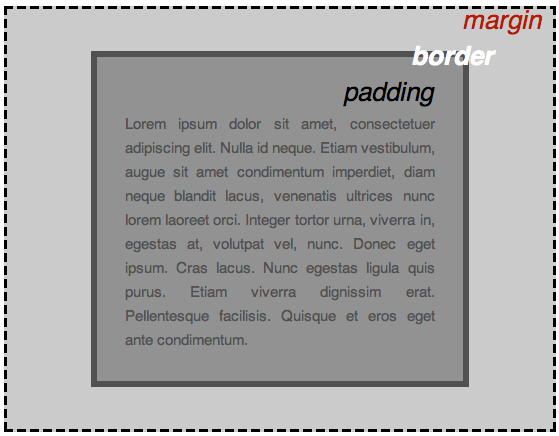 margin
border
padding
Lorem ipsum dolor sit amet, consectetuer
adipiscing elit. Nulla id neque. Etiam vestibulum,
augue sit amet condimentum imperdiet, diam
neque blandit lacus, venenatis ultrices nunc
lorem laoreet orci. Integer tortor urna, viverra in,
egestas at, volutpat vel, nunc. Donec eget
ipsum. Cras lacus. Nunc egestas ligula quis
purus. Etiam viverra dignissim erat.
Pellentesque facilisis. Quisque et eros eget
ante condimentum.